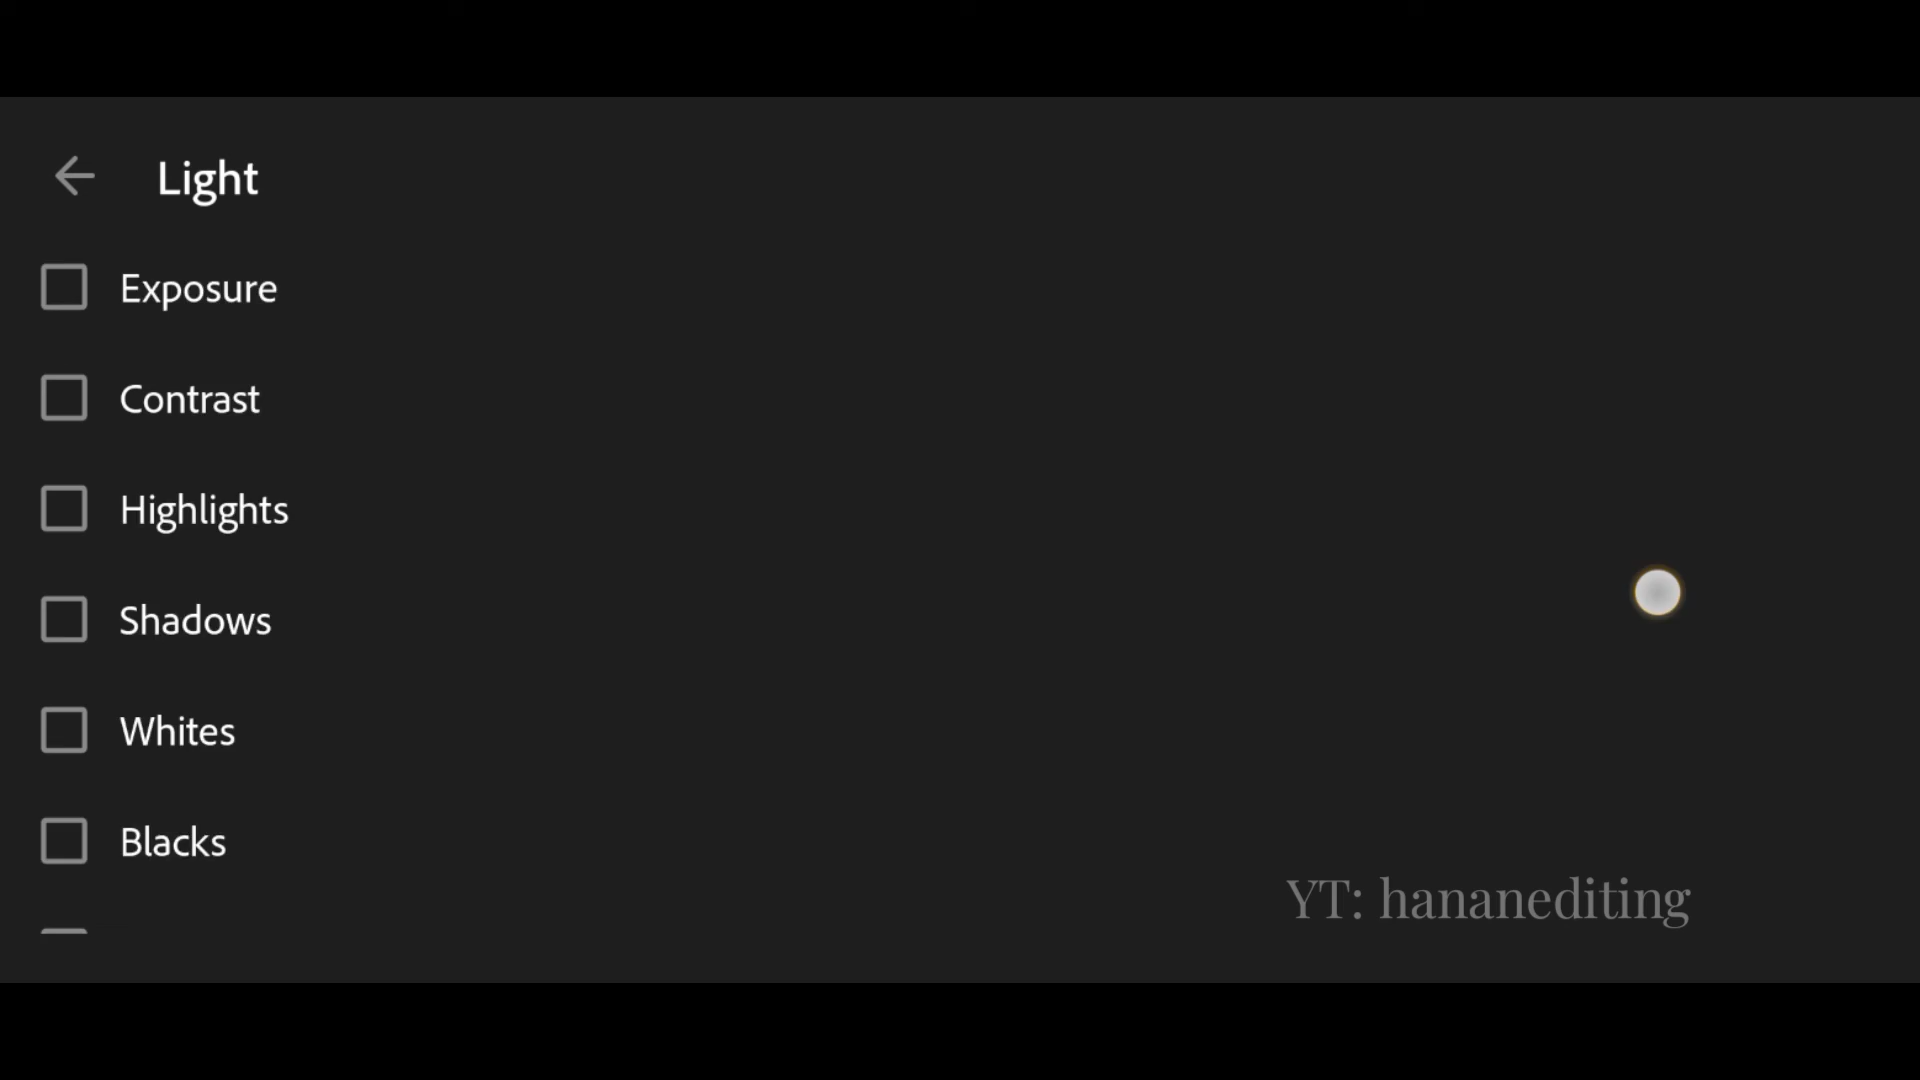 Light
Exposure
Contrast
Highlights
Shadows
Whites
Blacks
YT: hananediting